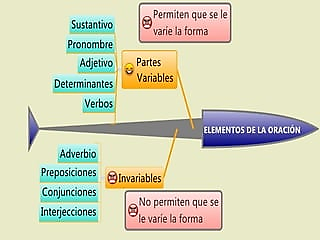 Sustantivo
Pronombre
Adjetivo
Determinantes
Verbos
Partes
Variables
Permiten que se le
varíe la forma
ELEMENTOS DE LA ORACIÓN
Adverbio
Preposiciones
Conjunciones
Interjecciones
Invariables
No permiten que se
le varíe la forma